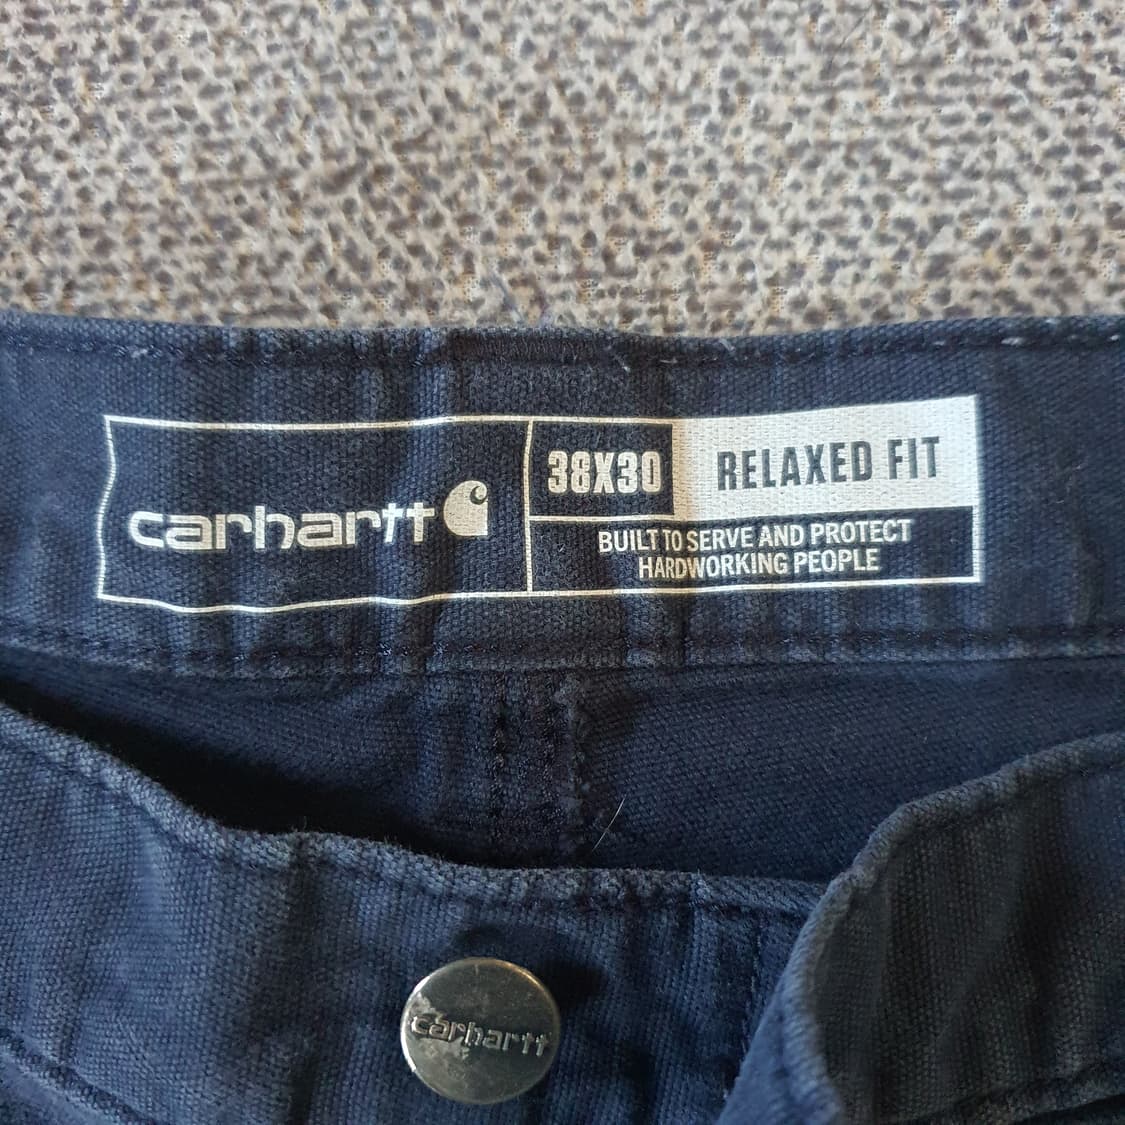 carhartt
38X30
RELAXED FIT
BUILT TO SERVE AND PROTECT
HARDWORKING PEOPLE
carhartt